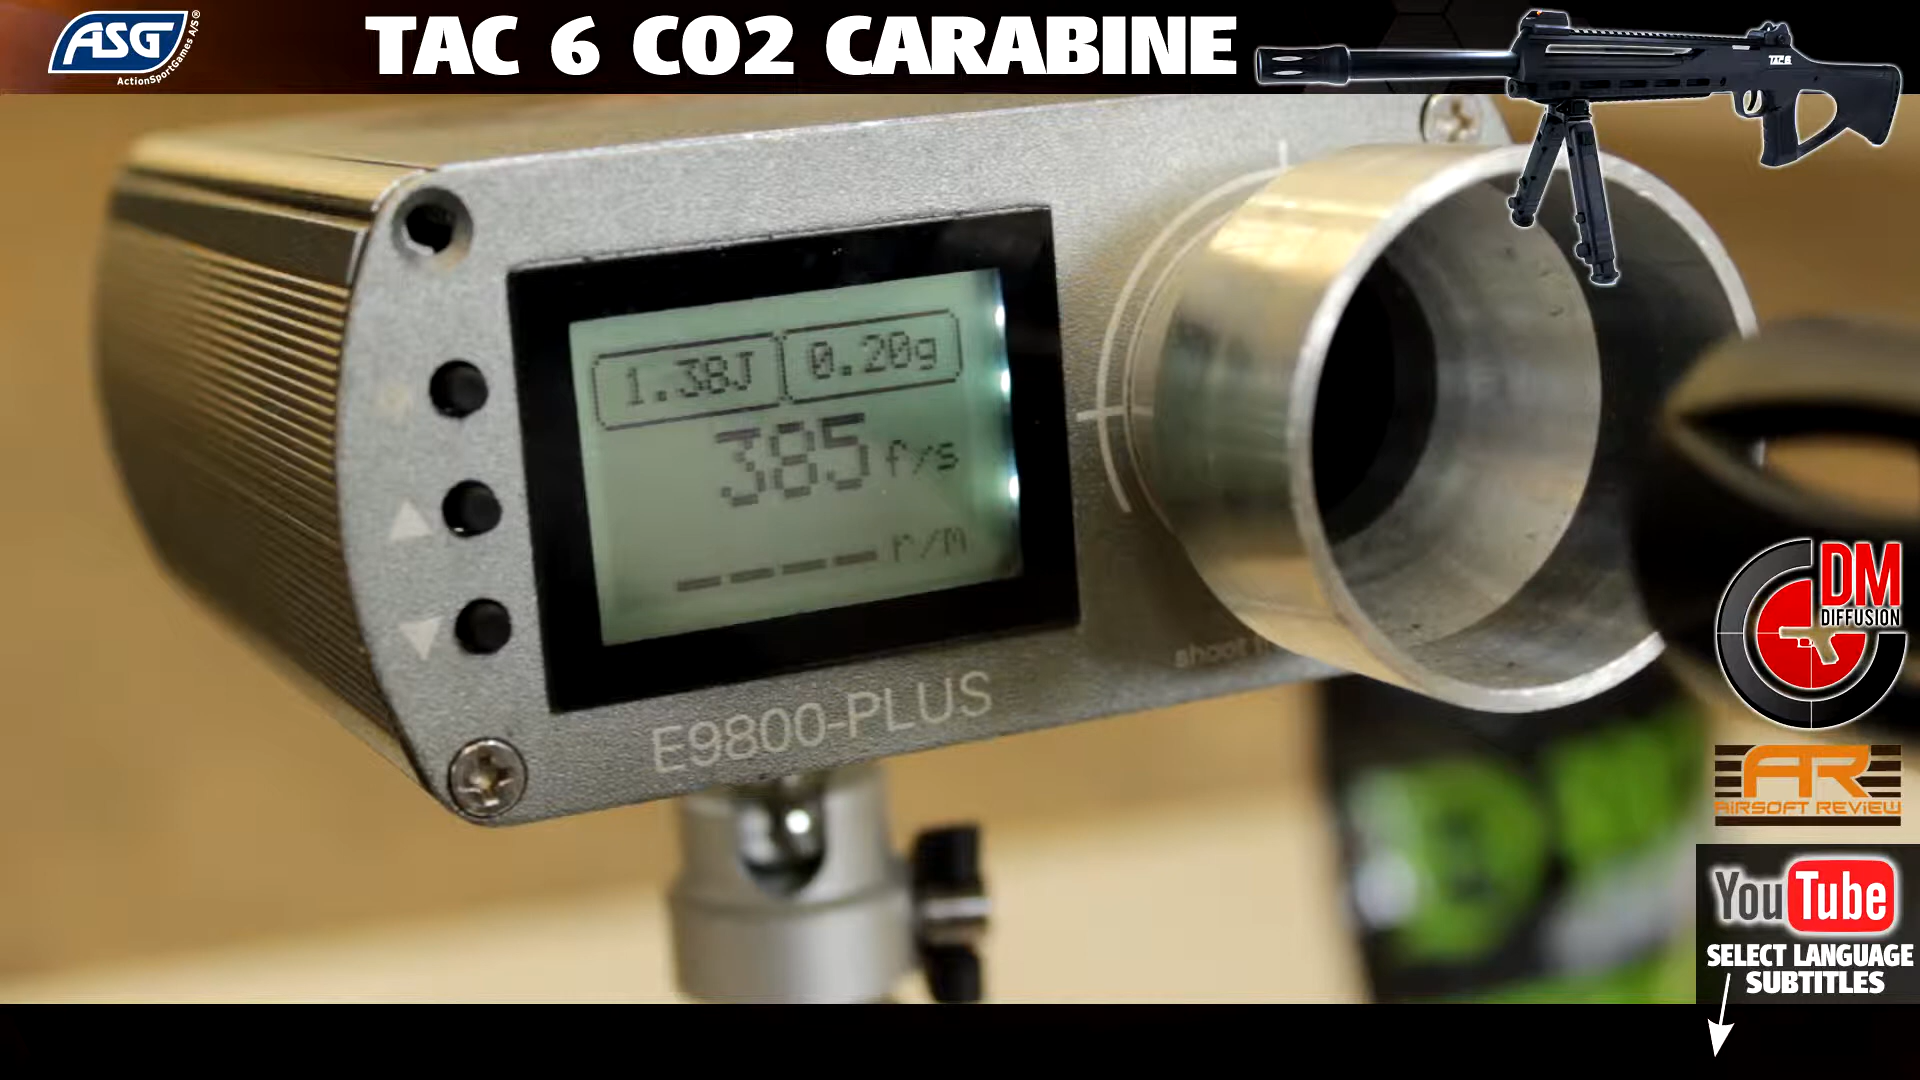 ASG
ActionSportGames A/S®
TAC 6 CO2 CARABINE
TAC 6
1.38J
0.20g
385 f/s
---- r/m
shoot
E9800-PLUS
DM
DIFFUSION
AR
AIRSOFT REVIEW
YouTube
SELECT LANGUAGE
SUBTITLES